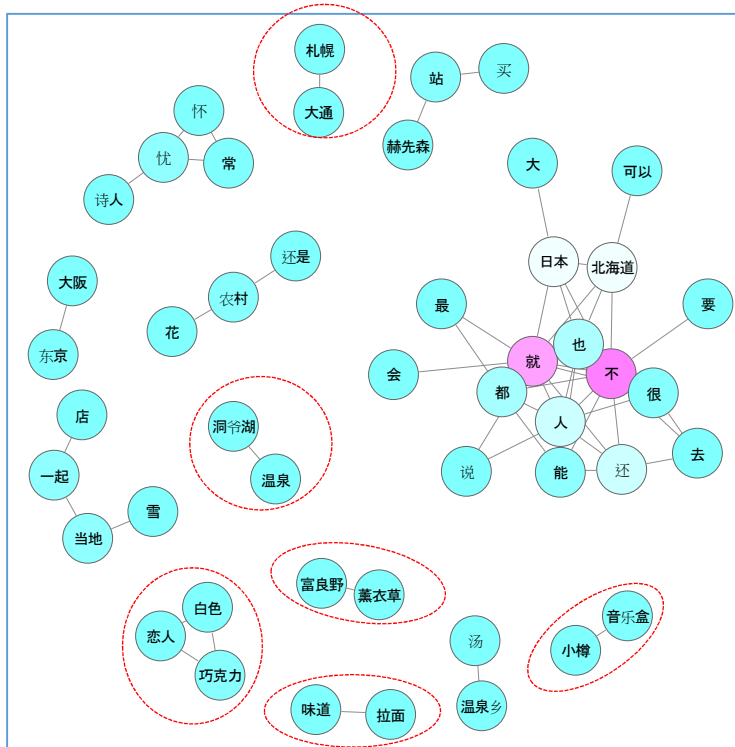 札幌
大通
站
买
赫先森
怀
忧
常
诗人
大
可以
日本
北海道
还是
农村
花
大阪
东京
最
要
也
就
不
会
都
很
人
去
说
能
还
店
一起
当地
雪
洞爷湖
温泉
富良野
薰衣草
白色
恋人
巧克力
音乐盒
小樽
汤
温泉乡
味道
拉面